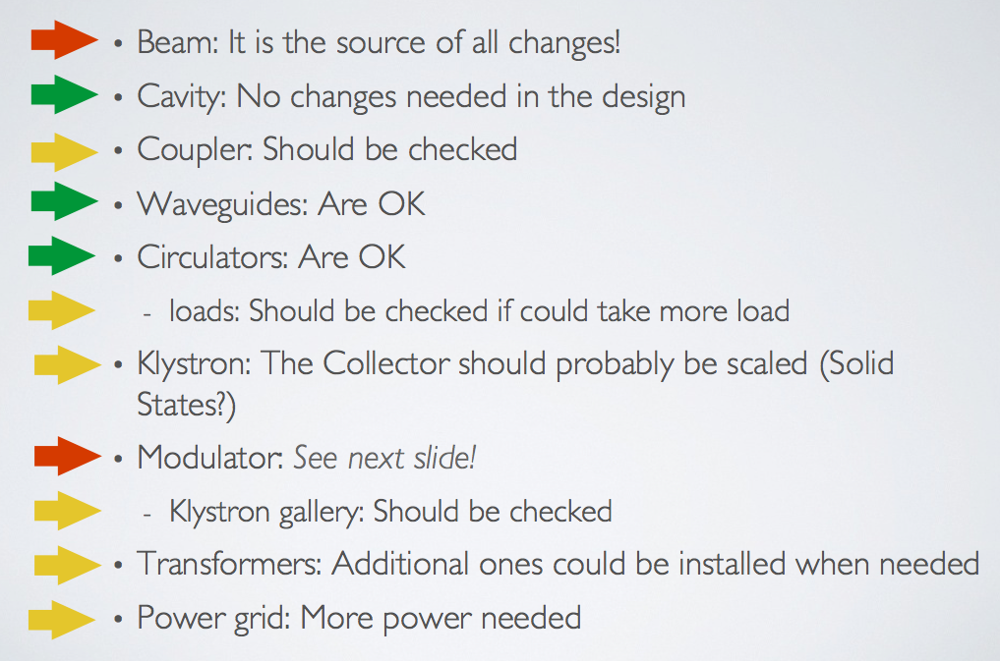 • Beam: It is the source of all changes!
• Cavity: No changes needed in the design
• Coupler: Should be checked
• Waveguides: Are OK
• Circulators: Are OK
- loads: Should be checked if could take more load
• Klystron: The Collector should probably be scaled (Solid
States?)
• Modulator: See next slide!
- Klystron gallery: Should be checked
• Transformers: Additional ones could be installed when needed
• Power grid: More power needed